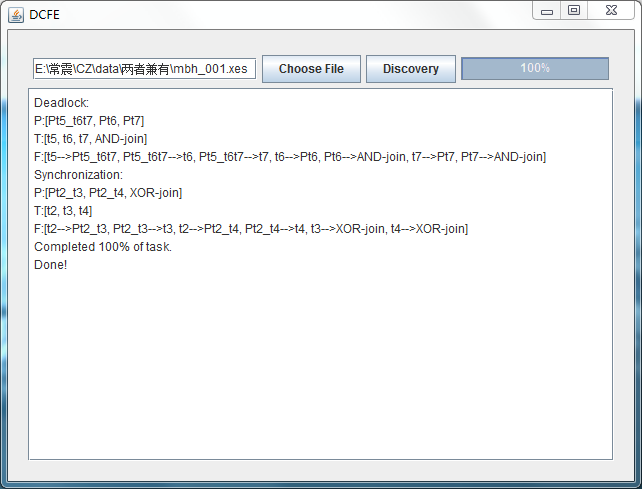 DCFE
E:\常震\CZ\data\两者兼有\mbh_001.xes
Choose File
Discovery
100%
Deadlock:
P:[Pt5_t6t7, Pt6, Pt7]
T:[t5, t6, t7, AND-join]
F:[t5-->Pt5_t6t7, Pt5_t6t7-->t6, Pt5_t6t7-->t7, t6-->Pt6, Pt6-->AND-join, t7-->Pt7, Pt7-->AND-join]
Synchronization:
P:[Pt2_t3, Pt2_t4, XOR-join]
T:[t2, t3, t4]
F:[t2-->Pt2_t3, Pt2_t3-->t3, t2-->Pt2_t4, Pt2_t4-->t4, t3-->XOR-join, t4-->XOR-join]
Completed 100% of task.
Done!